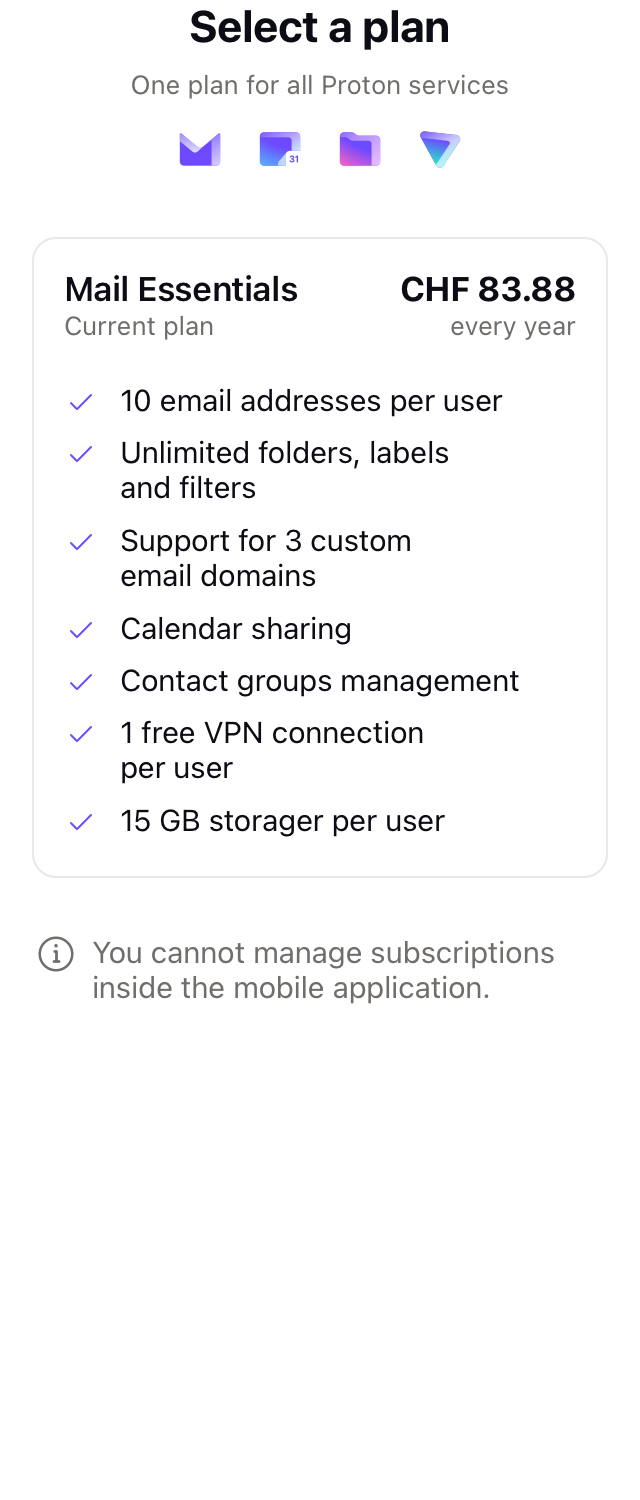 Select a plan
One plan for all Proton services
31
Mail Essentials
CHF 83.88
Current plan
every year
10 email addresses per user
Unlimited folders, labels
and filters
Support for 3 custom
email domains
Calendar sharing
Contact groups management
1 free VPN connection
per user
15 GB storager per user
You cannot manage subscriptions
inside the mobile application.